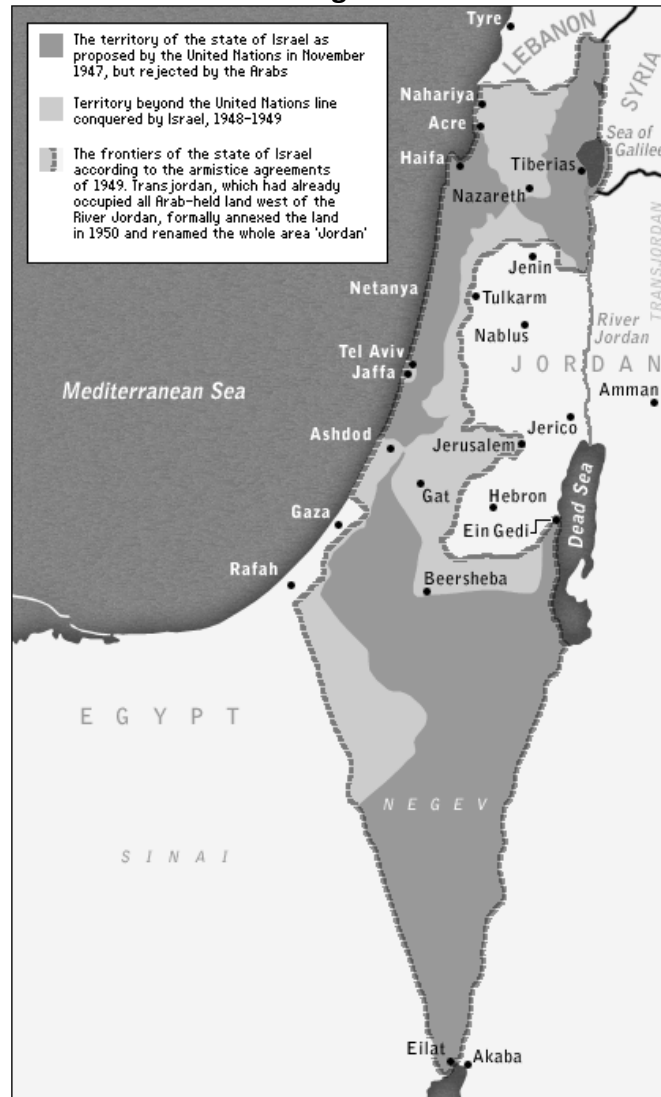 The territory of the state of Israel as
proposed by the United Nations in November
1947, but rejected by the Arabs
Territory beyond the United Nations line
conquered by Israel, 1948-1949
The frontiers of the state of Israel
according to the armistice agreements
of 1949. Transjordan, which had already
occupied all Arab-held land west of the
River Jordan, formally annexed the land
in 1950 and renamed the whole area 'Jordan'
Tyre
LEBANON
SYRIA
Nahariya
Acre
Sea of
Galilee
Haifa
Tiberias
Nazareth
TRANSJORDAN
Jenin
Netanya
Tulkarm
River
Jordan
Nablus
Tel Aviv
Jaffa
JORDAN
Mediterranean Sea
Amman
Jerico
Ashdod
Jerusalem
Dead Sea
Gat
Hebron
Gaza
Ein Gedi
Rafah
Beersheba
EGYPT
NEGEV
SINAI
Eilat
Akaba